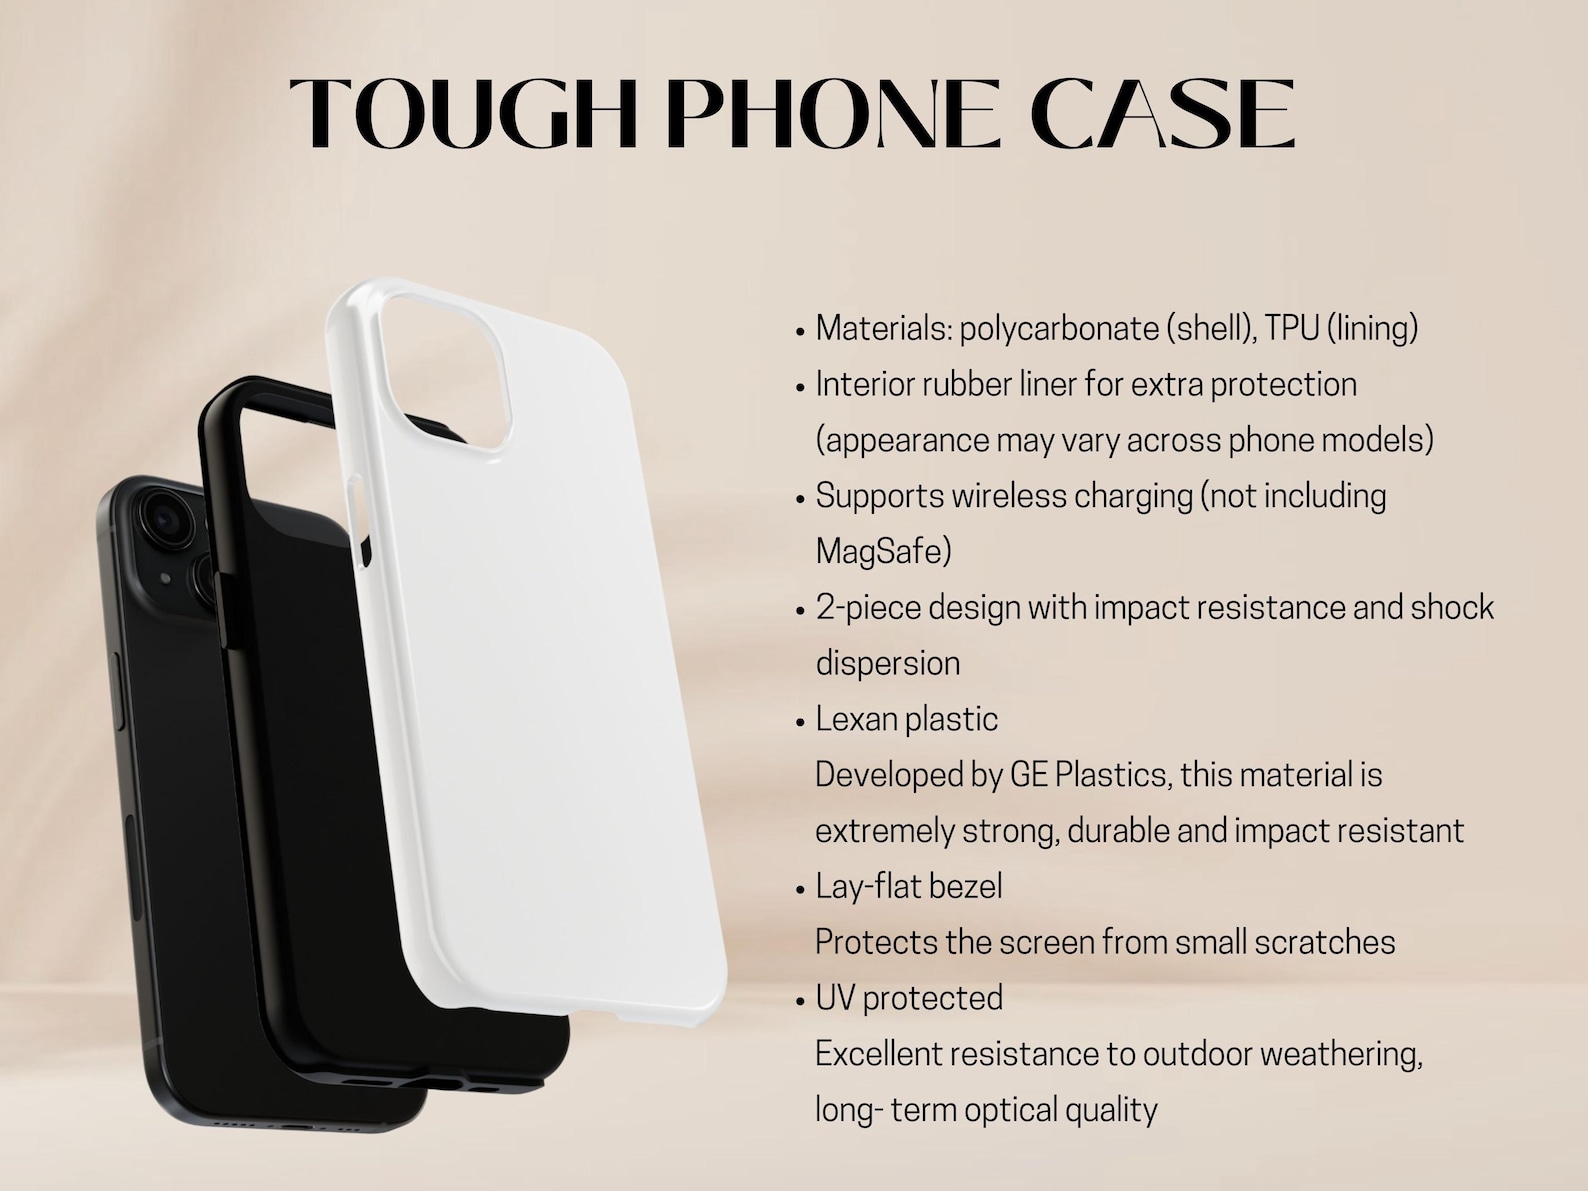 TOUGH PHONE CASE
• Materials: polycarbonate (shell), TPU (lining)
• Interior rubber liner for extra protection
(appearance may vary across phone models)
• Supports wireless charging (not including
MagSafe)
• 2-piece design with impact resistance and shock
dispersion
• Lexan plastic
Developed by GE Plastics, this material is
extremely strong, durable and impact resistant
• Lay-flat bezel
Protects the screen from small scratches
• UV protected
Excellent resistance to outdoor weathering,
long- term optical quality